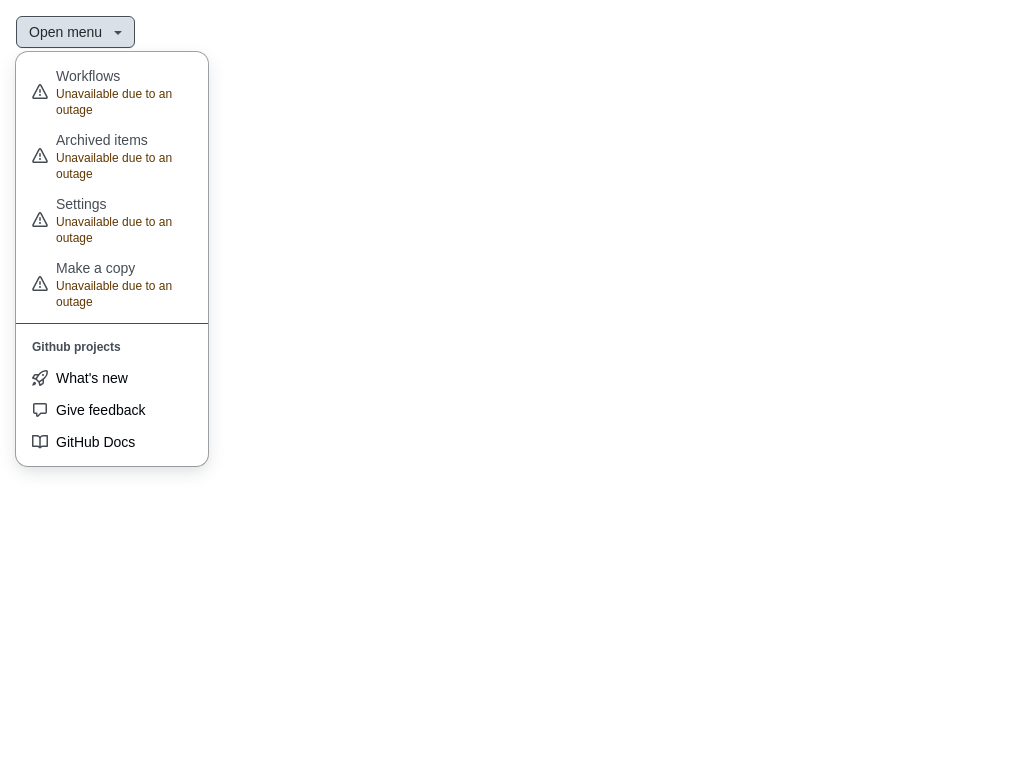 Open menu
Workflows
Unavailable due to an
outage
Archived items
Unavailable due to an
outage
Settings
Unavailable due to an
outage
Make a copy
Unavailable due to an
outage
Github projects
What's new
Give feedback
GitHub Docs